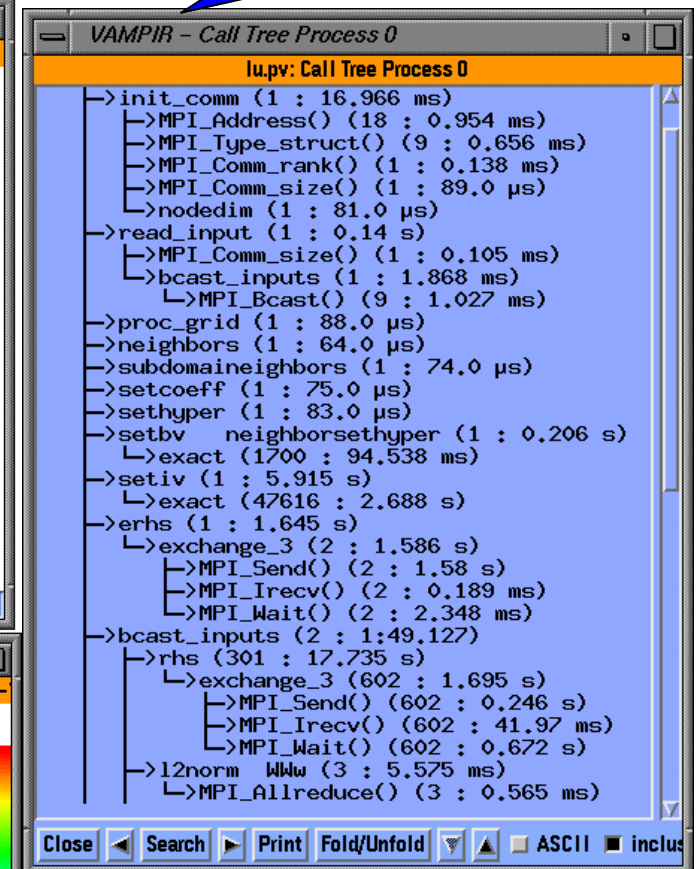 VAMPIR - Call Tree Process 0
lu.pv: Call Tree Process 0
init_comm (1 : 16.966 ms)
MPI_Address() (18 : 0.954 ms)
MPI_Type_struct() (9 : 0.656 ms)
MPI_Comm_rank() (1 : 0.138 ms)
MPI_Comm_size() (1 : 89.0 µs)
nodedim (1 : 81.0 µs)
read_input (1 : 0.14 s)
MPI_Comm_size() (1 : 0.105 ms)
bcast_inputs (1 : 1.868 ms)
MPI_Bcast() (9 : 1.027 ms)
proc_grid (1 : 88.0 µs)
neighbors (1 : 64.0 µs)
subdomaineighbors (1 : 74.0 µs)
setcoeff (1 : 75.0 µs)
sethyper (1 : 83.0 µs)
setbv neighborsethyper (1 : 0.206 s)
exact (1700 : 94.538 ms)
setiv (1 : 5.915 s)
exact (47616 : 2.688 s)
erhs (1 : 1.645 s)
exchange_3 (2 : 1.586 s)
MPI_Send() (2 : 1.58 s)
MPI_Irecv() (2 : 0.189 ms)
MPI_Wait() (2 : 2.348 ms)
bcast_inputs (2 : 1:49.127)
rhs (301 : 17.735 s)
exchange_3 (602 : 1.695 s)
MPI_Send() (602 : 0.246 s)
MPI_Irecv() (602 : 41.97 ms)
MPI_Wait() (602 : 0.672 s)
l2norm WWw (3 : 5.575 ms)
MPI_Allreduce() (3 : 0.565 ms)
Close Search Print Fold/Unfold ASCII inclus